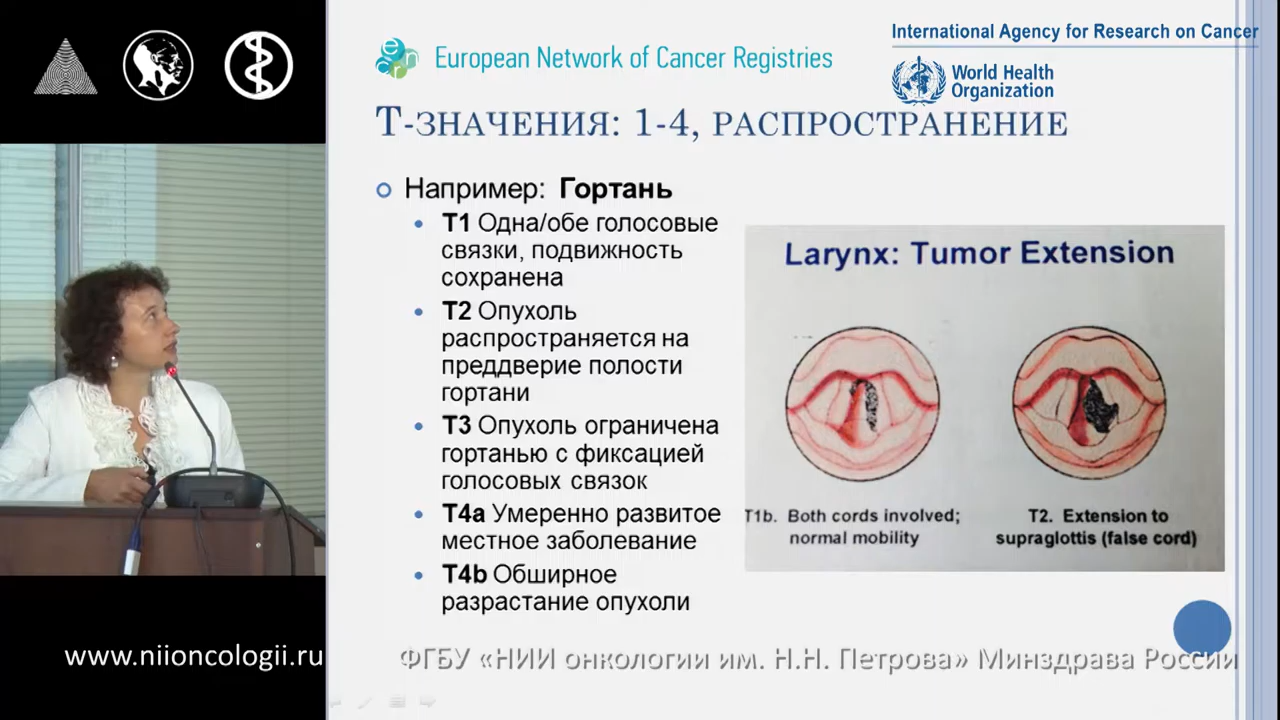 European Network of Cancer Registries
International Agency for Research on Cancer
World Health
Organization
Т-ЗНАЧЕНИЯ: 1-4, РАСПРОСТРАНЕНИЕ
Например: Гортань
T1 Одна/обе голосовые
связки, подвижность
сохранена
T2 Опухоль
распространяется на
преддверие полости
гортани
T3 Опухоль ограничена
гортанью с фиксацией
голосовых связок
T4a Умеренно развитое
местное заболевание
T4b Обширное
разрастание опухоли
Larynx: Tumor Extension
T1b. Both cords involved;
normal mobility
T2. Extension to
supraglottis (false cord)
www.niioncologii.ru
ФГБУ «НИИ онкологии им. Н.Н. Петрова» Минздрава России